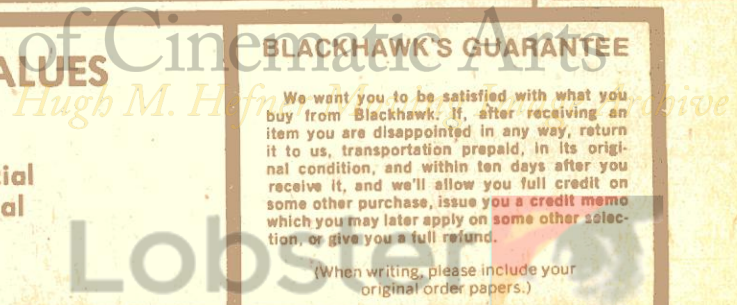 of Cinematic Arts
ALUES
Hugh M. Hefner Moving Image Archive
tial
al
BLACKHAWK'S GUARANTEE
We want you to be satisfied with what you
buy from Blackhawk. If, after receiving an
item you are disappointed in any way, return
it to us, transportation prepaid, in its origi-
nal condition, and within ten days after you
receive it, and we'll allow you full credit on
some other purchase, issue you a credit memo
which you may later apply on some other selec-
tion, or give you a full refund.
(When writing, please include your
original order papers.)
Lobster